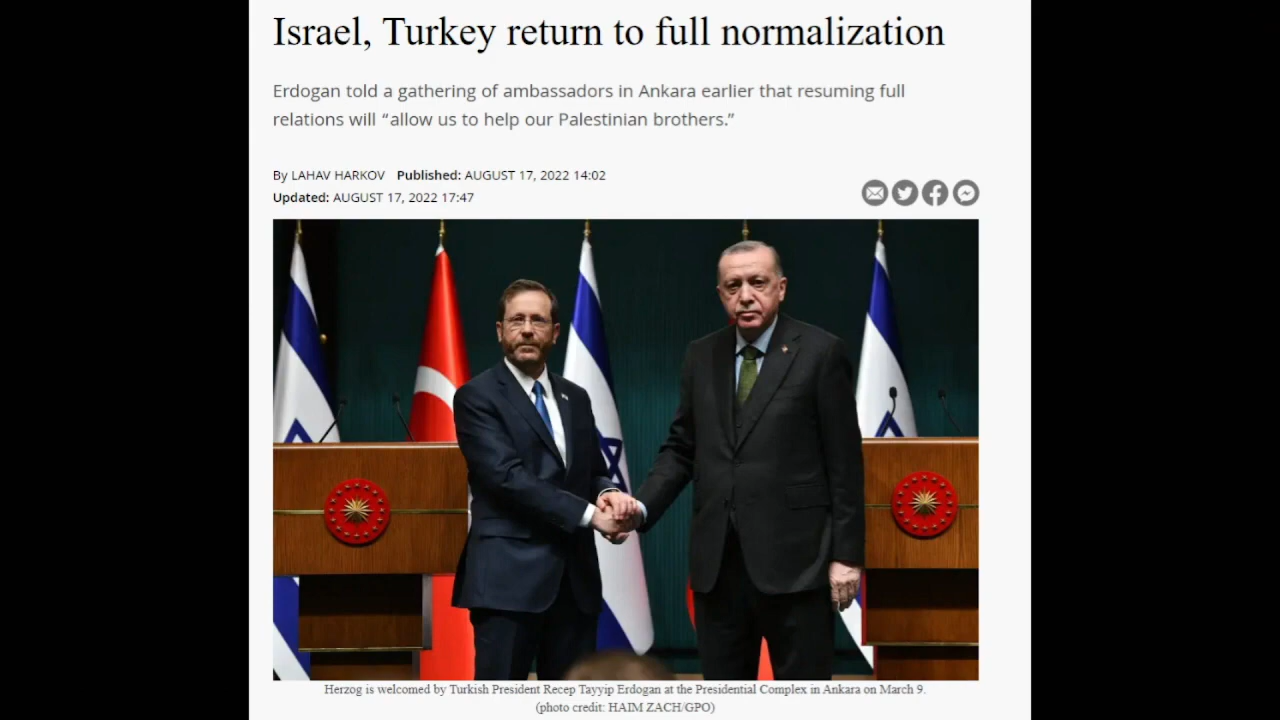 Israel, Turkey return to full normalization
Erdogan told a gathering of ambassadors in Ankara earlier that resuming full
relations will “allow us to help our Palestinian brothers.”
By LAHAV HARKOV Published: AUGUST 17, 2022 14:02
Updated: AUGUST 17, 2022 17:47
Herzog is welcomed by Turkish President Recep Tayyip Erdogan at the Presidential Complex in Ankara on March 9.
(photo credit: HAIM ZACH/GPO)